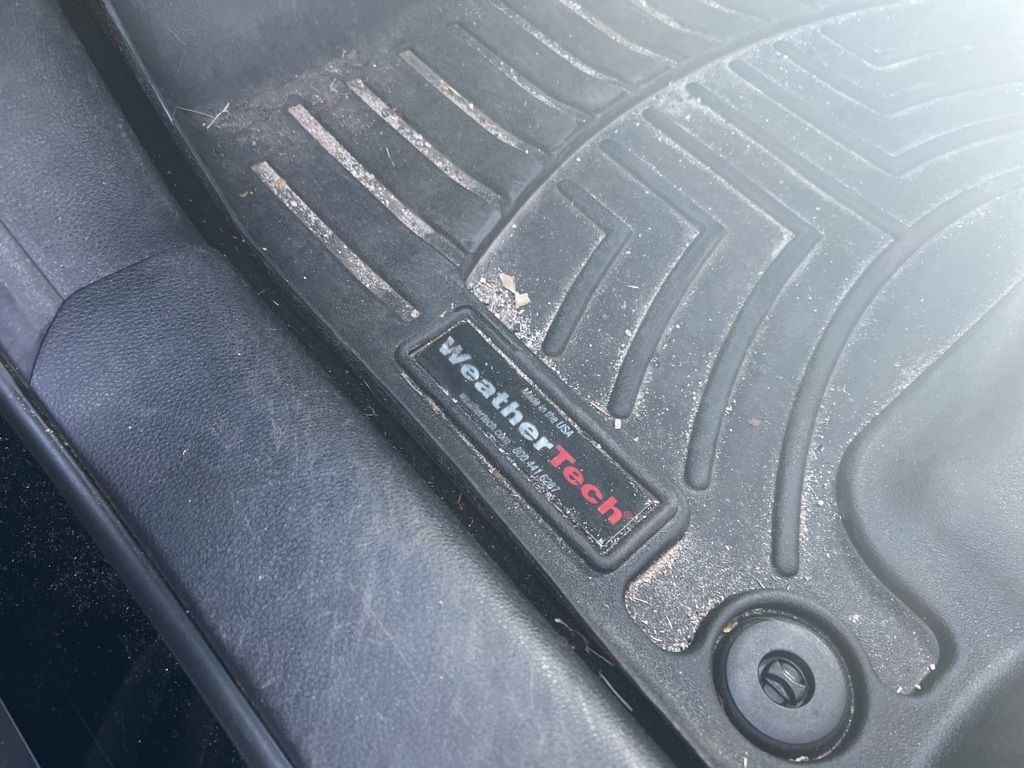 Made in the USA
WeatherTech®
weathertech.com / 800.441.6287